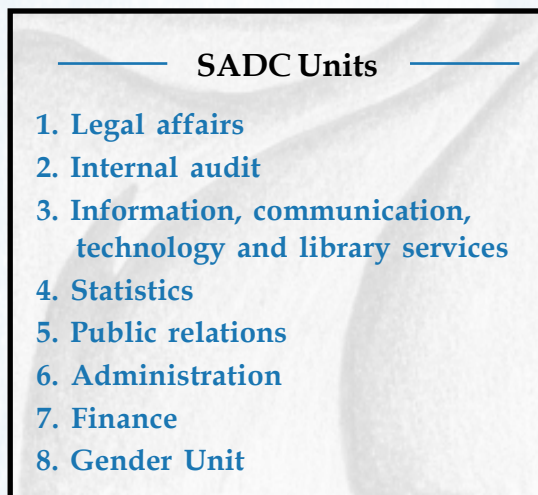 SADC Units
1. Legal affairs
2. Internal audit
3. Information, communication,
technology and library services
4. Statistics
5. Public relations
6. Administration
7. Finance
8. Gender Unit